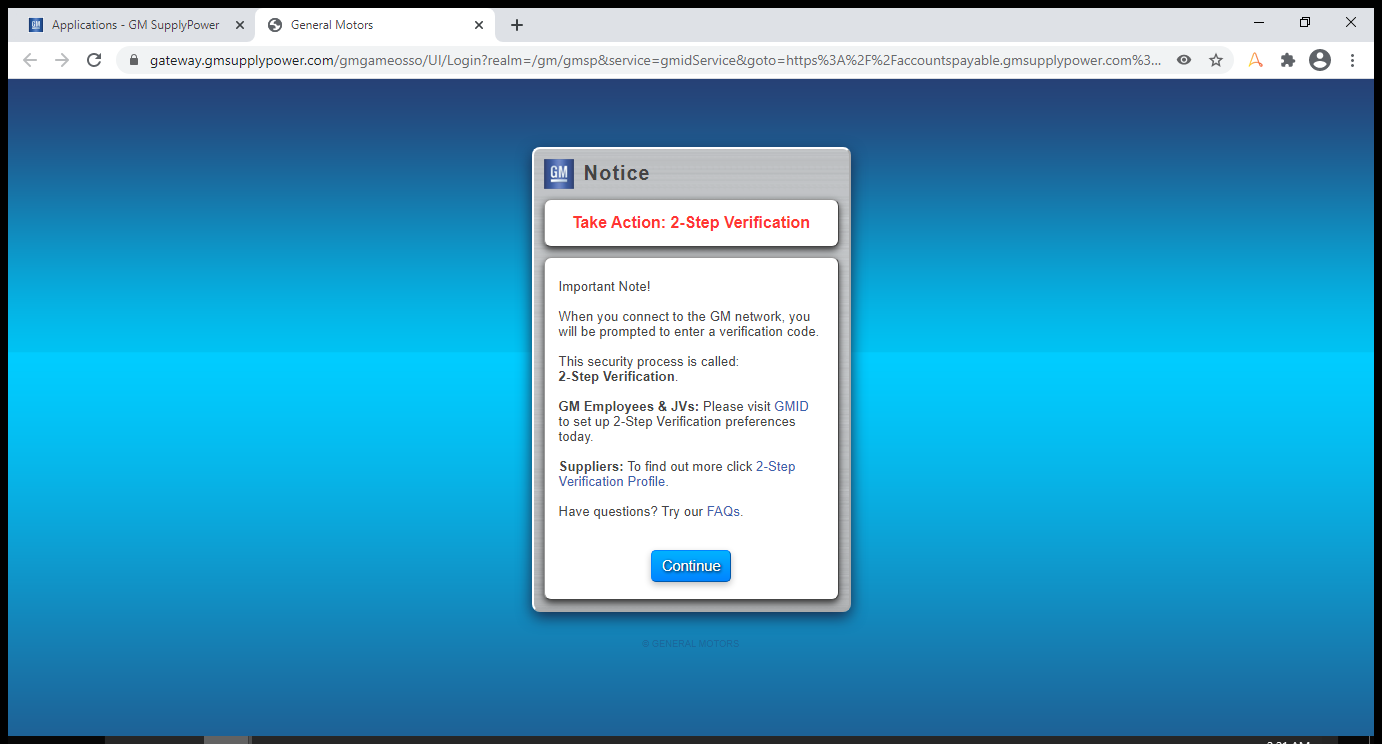 Applications - GM SupplyPower
General Motors
gateway.gmsupplypower.com/gmgameosso/UI/Login?realm=/gm/gmsp&service=gmidService&goto=https%3A%2F%2Faccountspayable.gmsupplypower.com%3...
GM Notice
Take Action: 2-Step Verification
Important Note!
When you connect to the GM network, you
will be prompted to enter a verification code.
This security process is called:
2-Step Verification.
GM Employees & JVs: Please visit GMID
to set up 2-Step Verification preferences
today.
Suppliers: To find out more click 2-Step
Verification Profile.
Have questions? Try our FAQs.
Continue
© GENERAL MOTORS